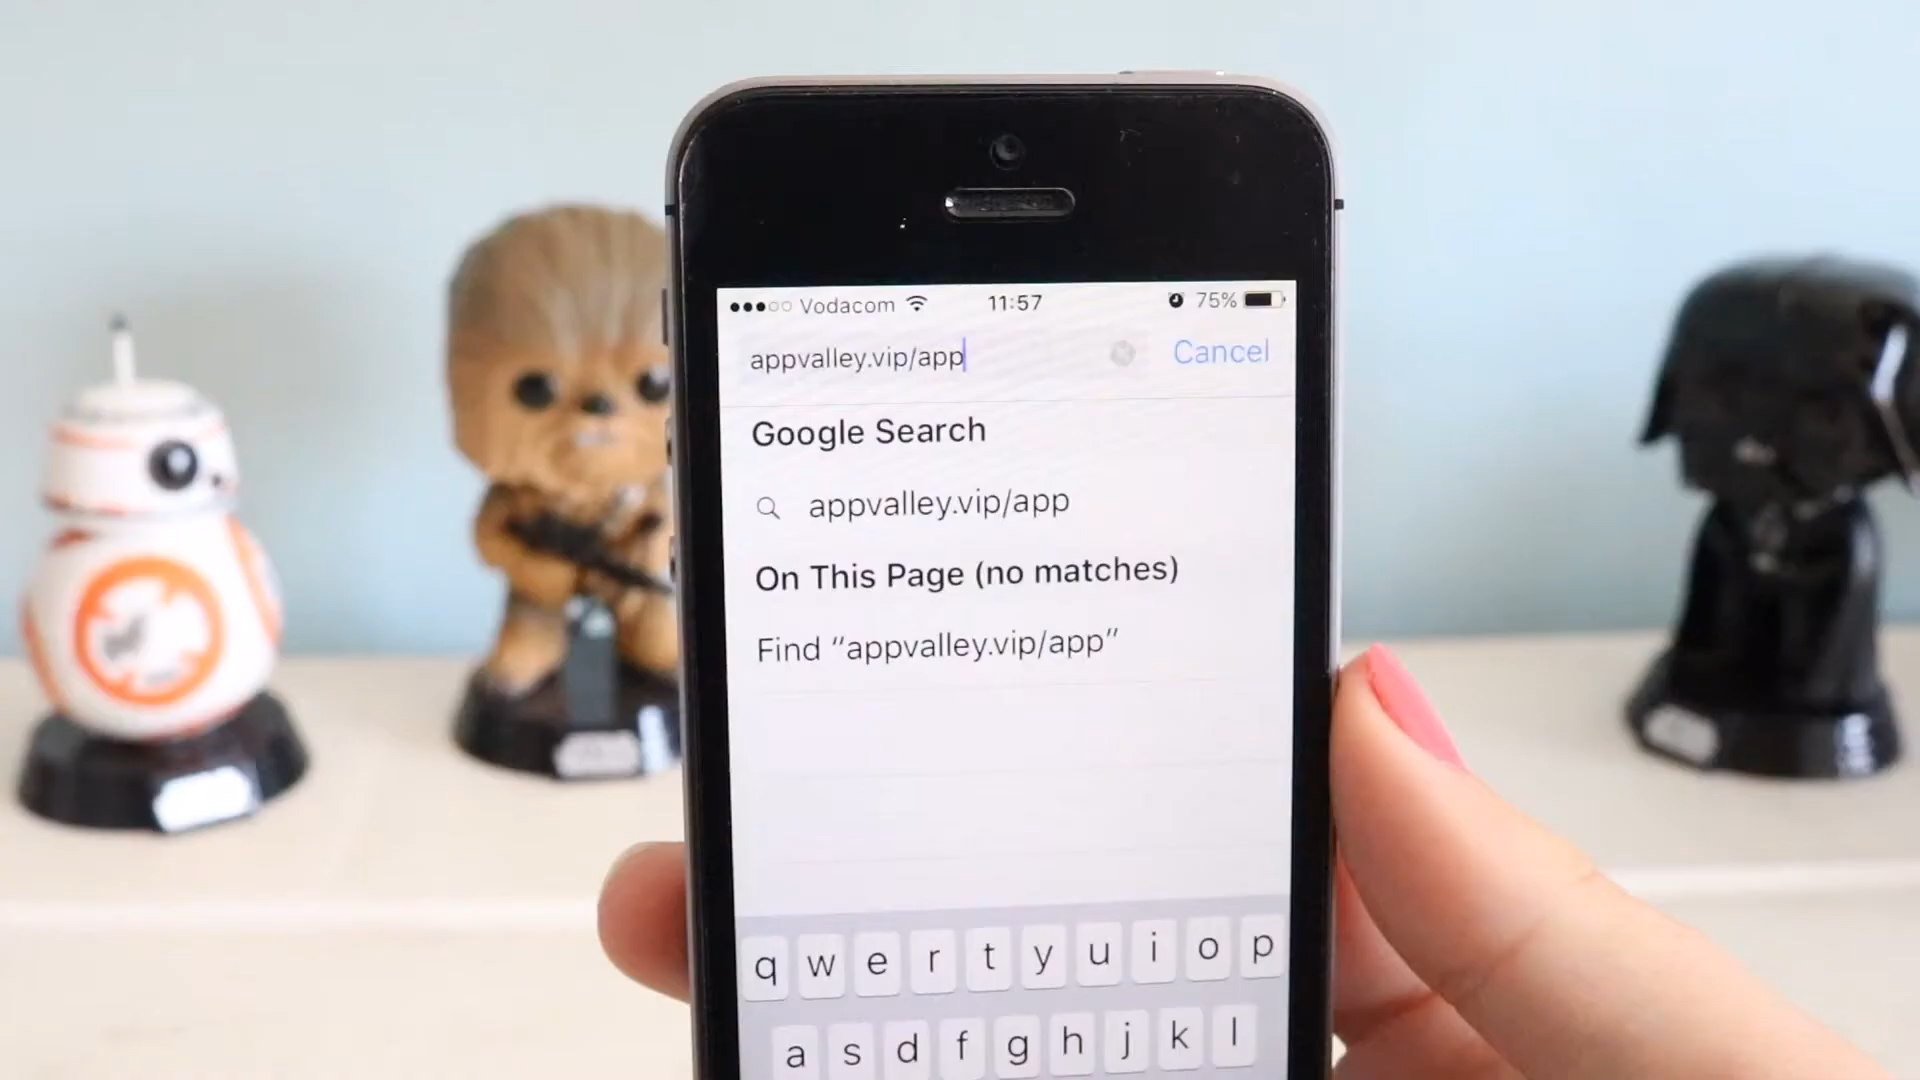 Vodacom 11:57 75%
appvalley.vip/app Cancel
Google Search
appvalley.vip/app
On This Page (no matches)
Find “appvalley.vip/app”
q w e r t y u i o p
a s d f g h j k l